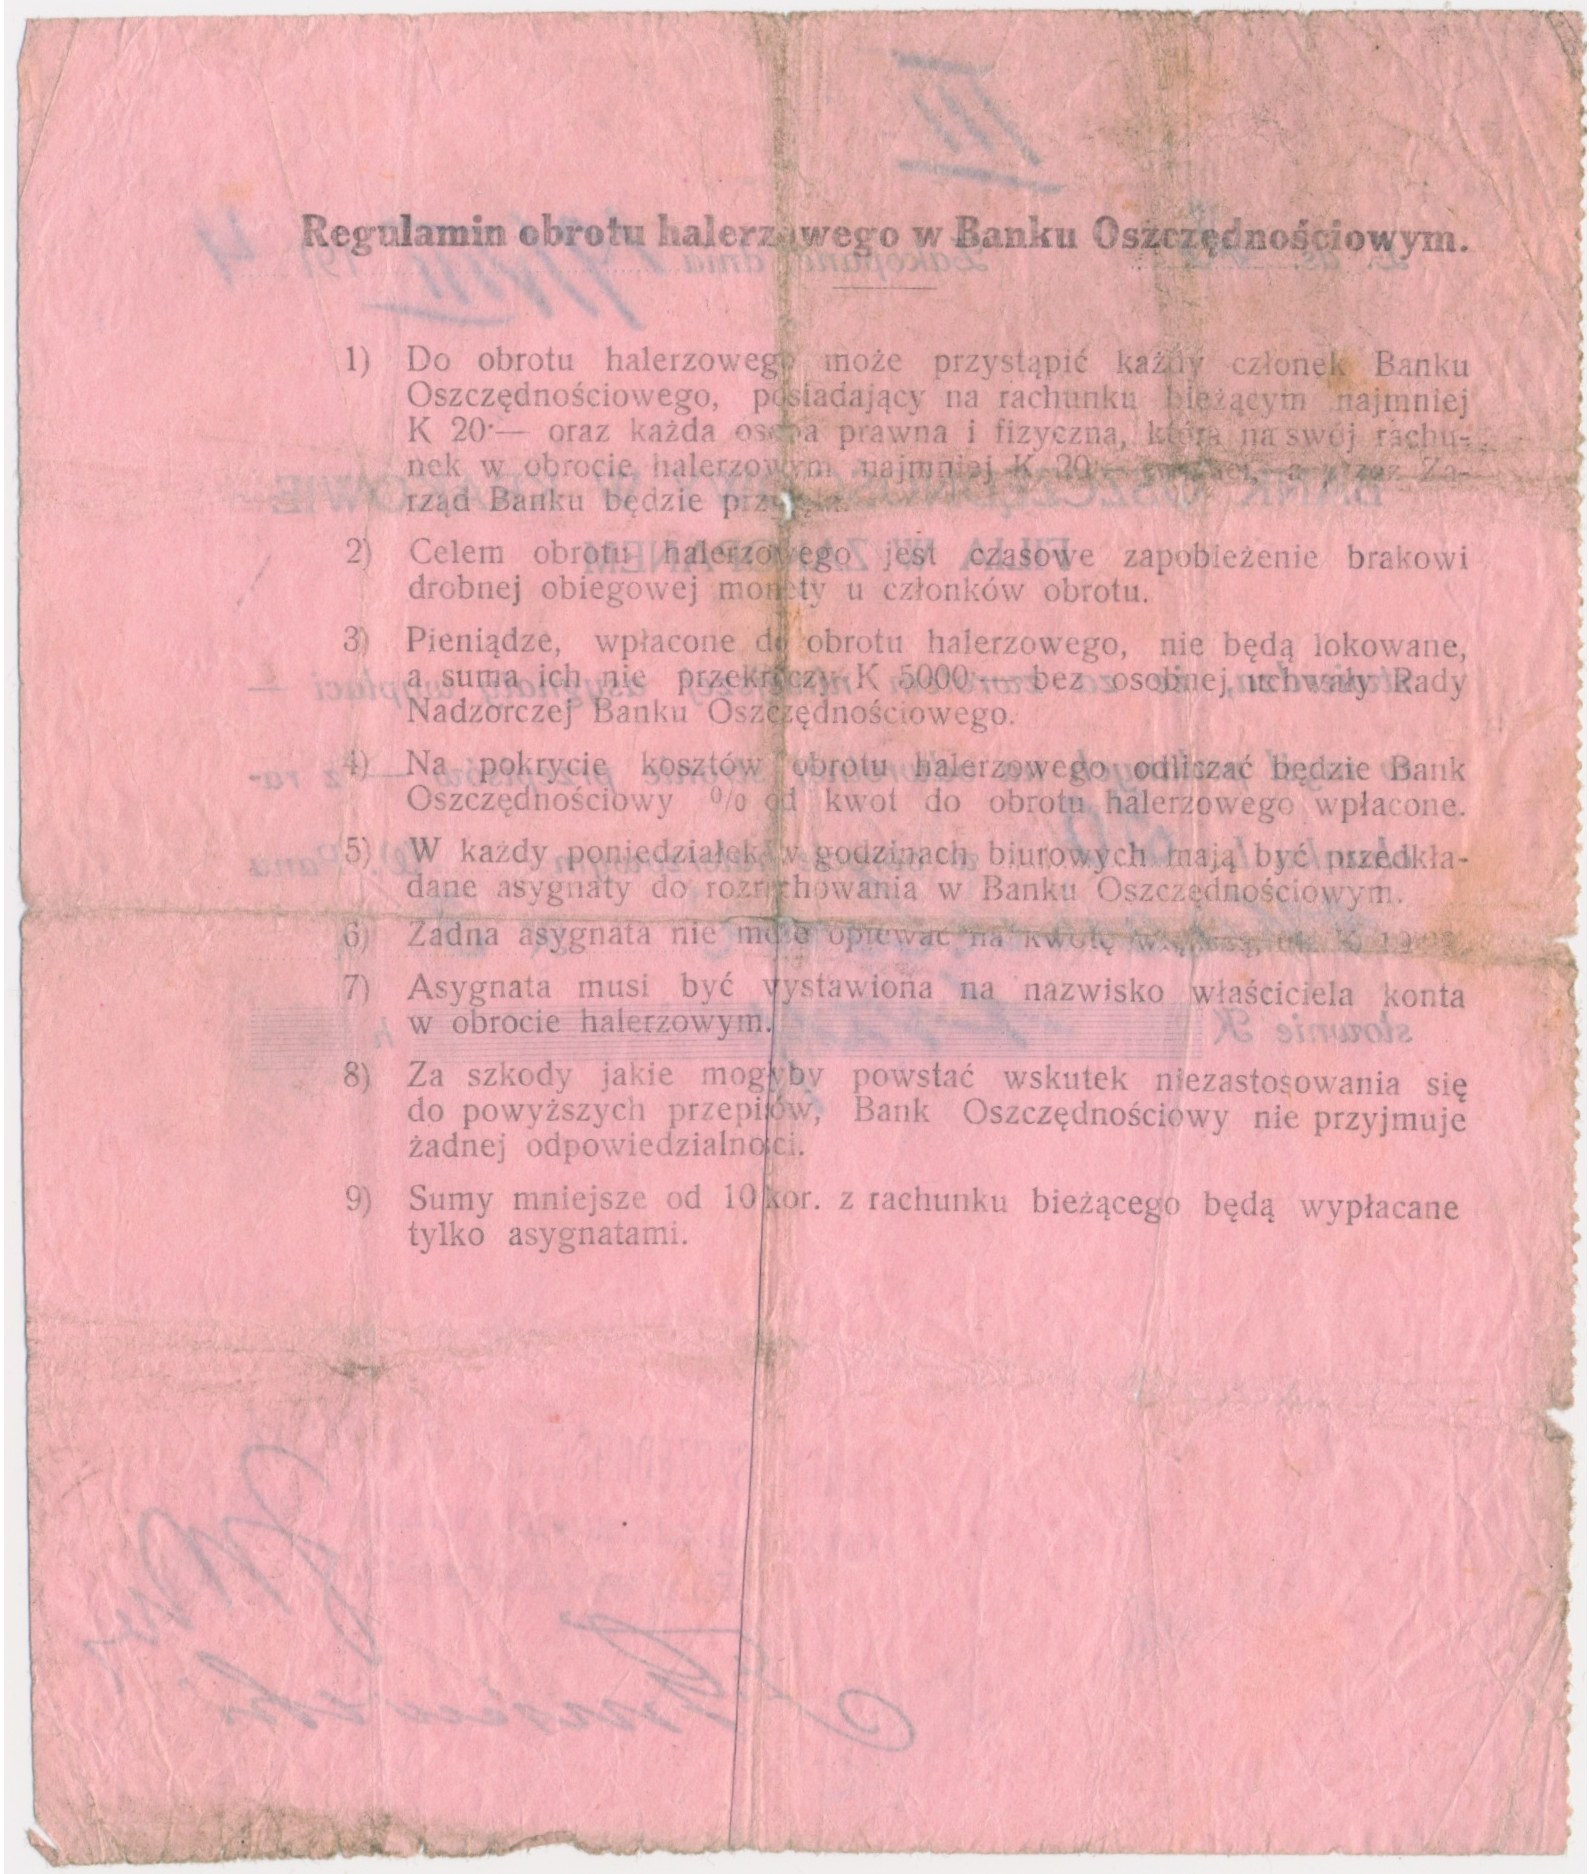 Regulamin obrotu halerzowego w Banku Oszczędnościowym.
1) Do obrotu halerzowego może przystąpić każdy członek Banku
Oszczędnościowego, posiadający na rachunku bieżącym najmniej
K 20·— oraz każda osoba prawna i fizyczna, która na swój rachu-
nek w obrocie halerzowym najmniej K 20·— a przez Za-
rząd Banku będzie
2) Celem obrotu halerzowego jest czasowe zapobieżenie brakowi
drobnej obiegowej monety u członków obrotu.
3) Pieniądze, wpłacone do obrotu halerzowego, nie będą lokowane,
a suma ich nie przekroczy K 5000·— bez osobnej uchwały Rady
Nadzorczej Banku Oszczędnościowego.
4) Na pokrycie kosztów obrotu halerzowego odliczać będzie Bank
Oszczędnościowy % od kwot do obrotu halerzowego wpłacone.
5) W każdy poniedziałek w godzinach biurowych mają być przedkła-
dane asygnaty do rozrachowania w Banku Oszczędnościowym.
6) Żadna asygnata nie może opiewać na kwotę
7) Asygnata musi być wystawiona na nazwisko właściciela konta
w obrocie halerzowym.
8) Za szkody jakie mogłyby powstać wskutek niezastosowania się
do powyższych przepisów, Bank Oszczędnościowy nie przyjmuje
żadnej odpowiedzialności.
9) Sumy mniejsze od 10 kor. z rachunku bieżącego będą wypłacane
tylko asygnatami.